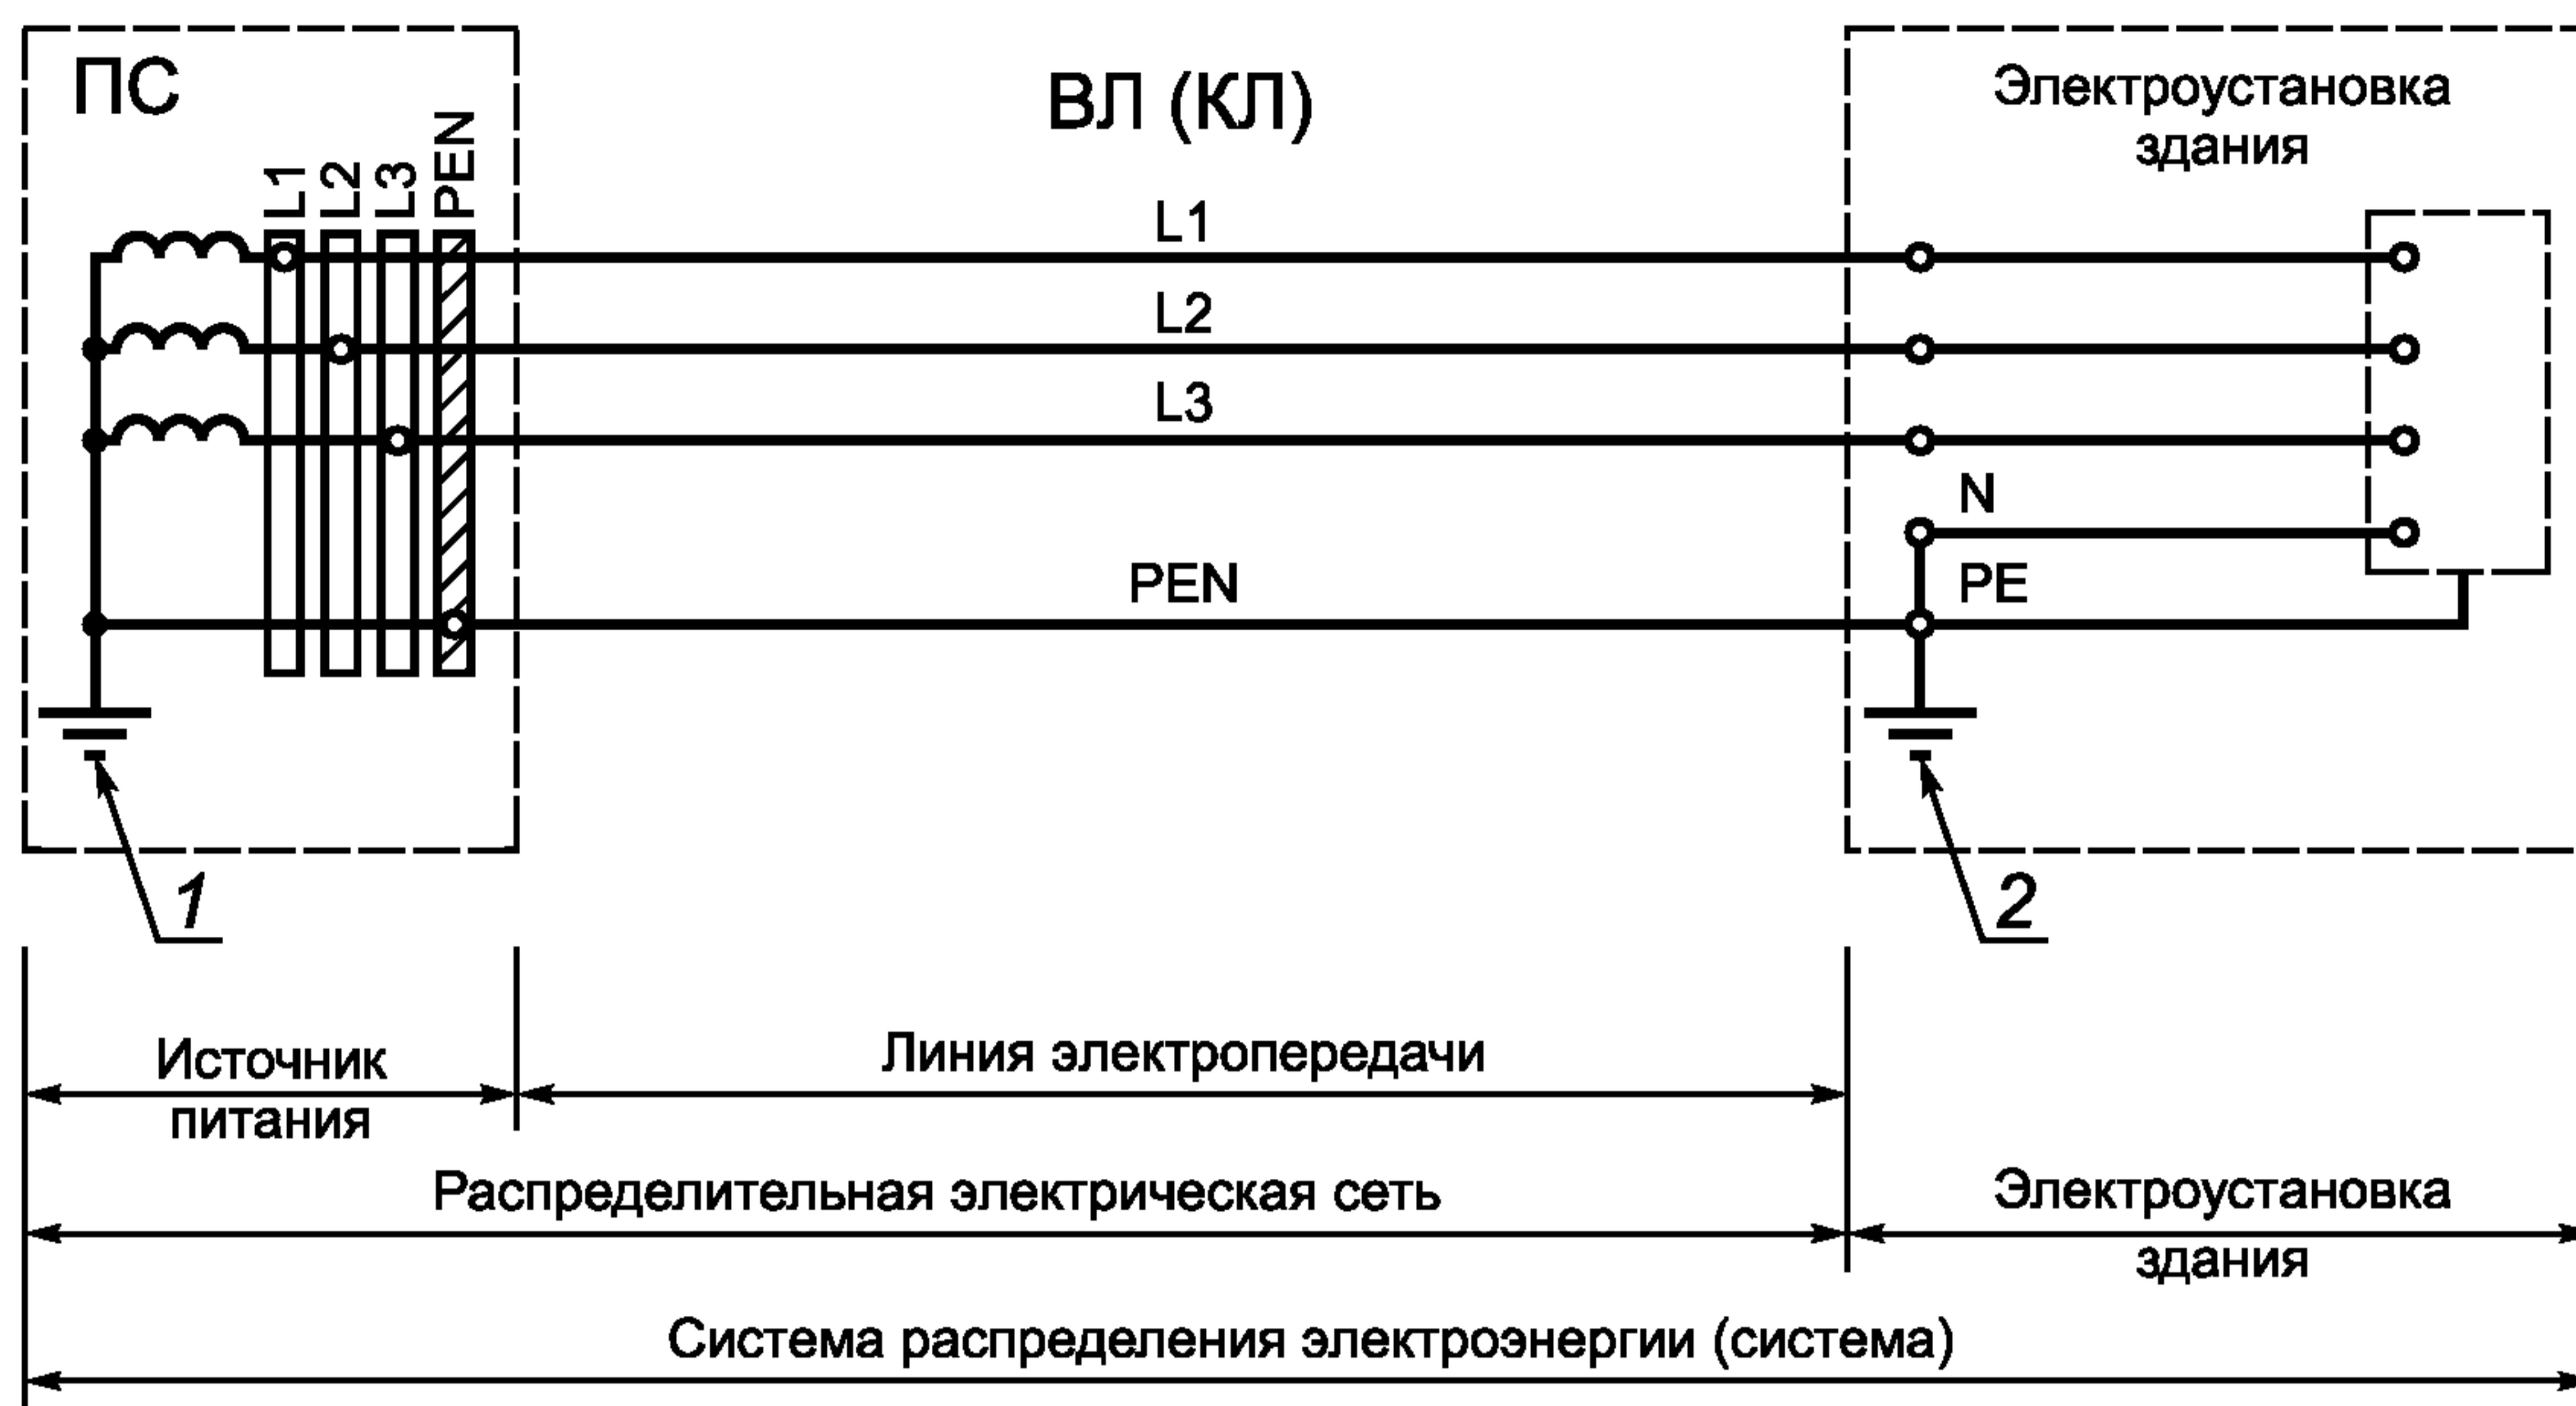 ПС
ВЛ (КЛ)
Электроустановка
здания
L1
L2
L3
PEN
L1
L2
L3
N
PEN
PE
1
2
Источник
питания
Линия электропередачи
Распределительная электрическая сеть
Электроустановка
здания
Система распределения электроэнергии (система)